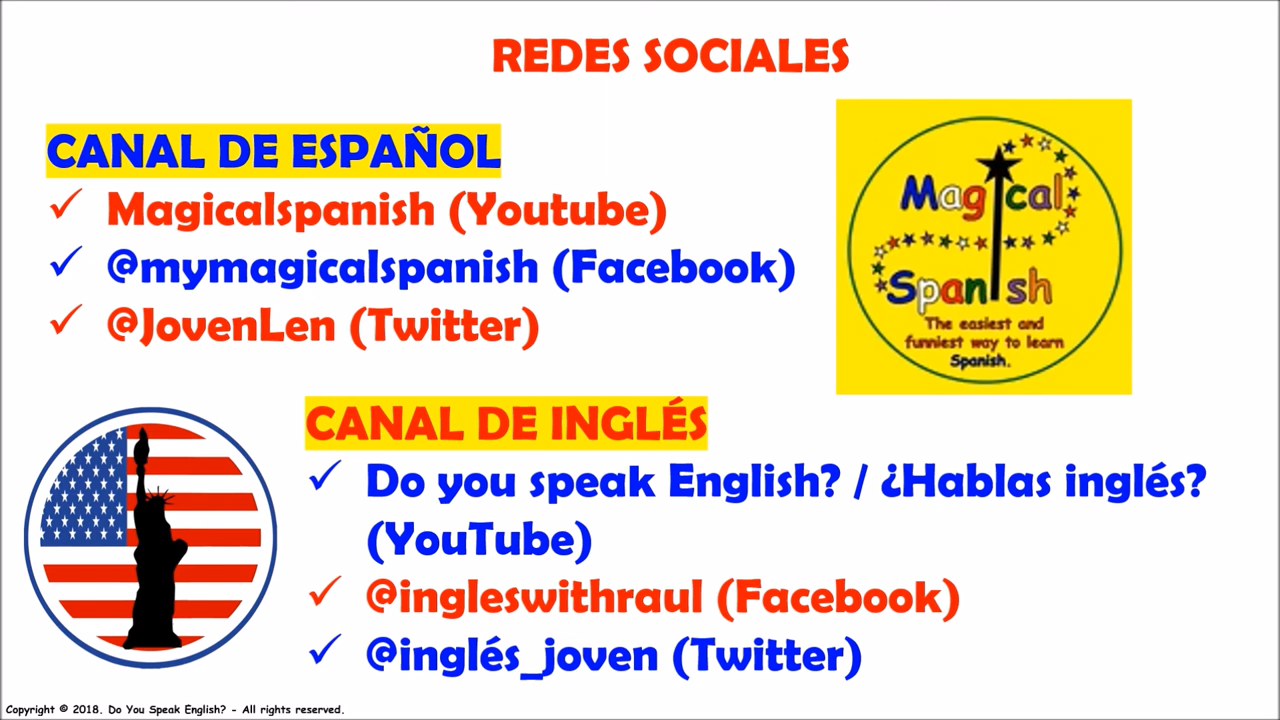 REDES SOCIALES
CANAL DE ESPAÑOL
Magicalspanish (Youtube)
@mymagicalspanish (Facebook)
@JovenLen (Twitter)
Magical
Spanish
The easiest and
funniest way to learn
Spanish.
CANAL DE INGLÉS
Do you speak English? / ¿Hablas inglés?
(YouTube)
@ingleswithraul (Facebook)
@inglés_joven (Twitter)
Copyright © 2018. Do You Speak English? - All rights reserved.